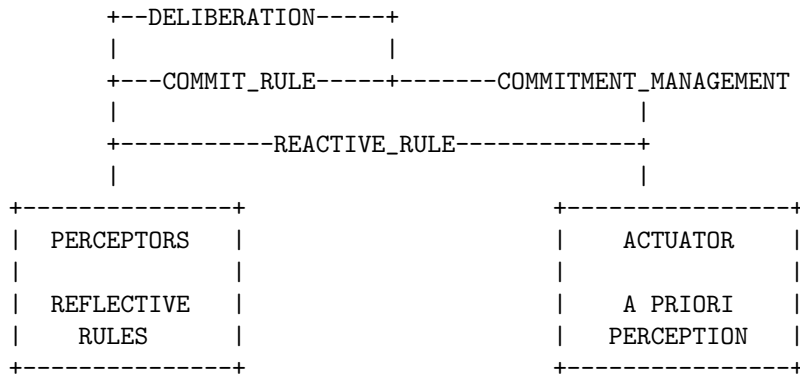 DELIBERATION
COMMIT_RULE COMMITMENT_MANAGEMENT
REACTIVE_RULE
PERCEPTORS ACTUATOR
REFLECTIVE A PRIORI
RULES PERCEPTION